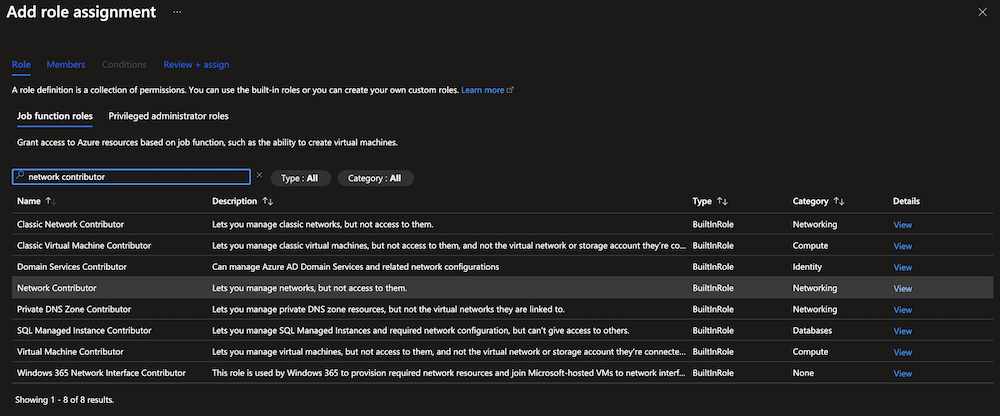 Add role assignment ...
Role Members Conditions Review + assign
A role definition is a collection of permissions. You can use the built-in roles or you can create your own custom roles. Learn more
Job function roles Privileged administrator roles
Grant access to Azure resources based on job function, such as the ability to create virtual machines.
network contributor Type : All Category : All
Name Description Type Category Details
Classic Network Contributor Lets you manage classic networks, but not access to them. BuiltInRole Networking View
Classic Virtual Machine Contributor Lets you manage classic virtual machines, but not access to them, and not the virtual network or storage account they're co... BuiltInRole Compute View
Domain Services Contributor Can manage Azure AD Domain Services and related network configurations BuiltInRole Identity View
Network Contributor Lets you manage networks, but not access to them. BuiltInRole Networking View
Private DNS Zone Contributor Lets you manage private DNS zone resources, but not the virtual networks they are linked to. BuiltInRole Networking View
SQL Managed Instance Contributor Lets you manage SQL Managed Instances and required network configuration, but can't give access to others. BuiltInRole Databases View
Virtual Machine Contributor Lets you manage virtual machines, but not access to them, and not the virtual network or storage account they're connecte... BuiltInRole Compute View
Windows 365 Network Interface Contributor This role is used by Windows 365 to provision required network resources and join Microsoft-hosted VMs to network interf... BuiltInRole None View
Showing 1 - 8 of 8 results.